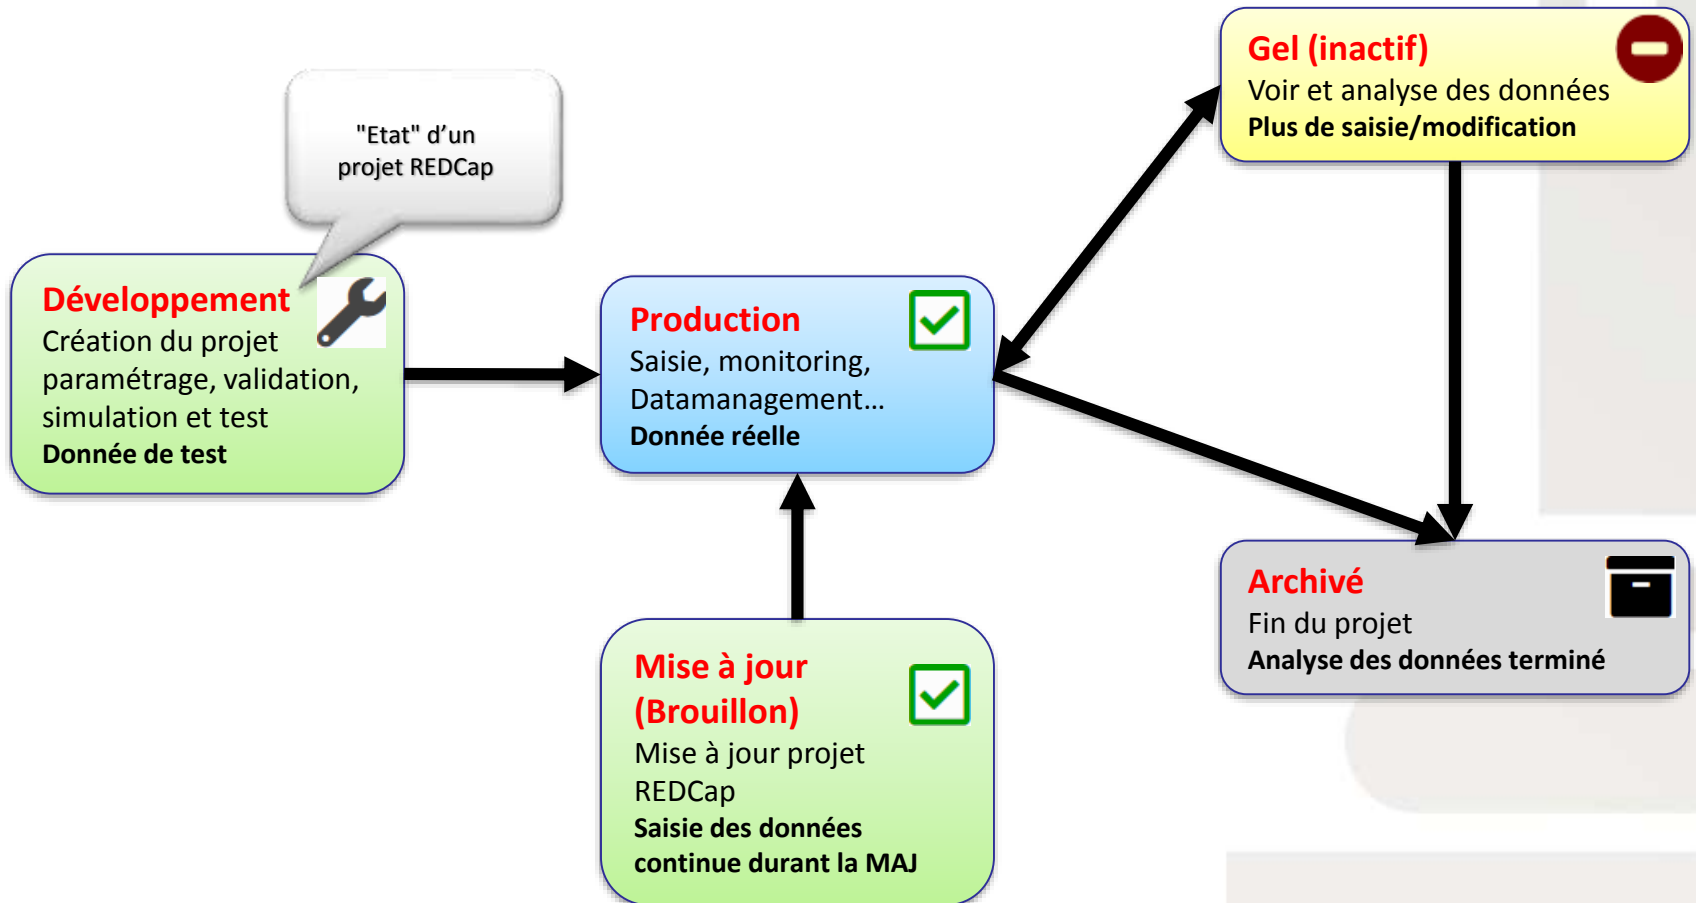 "Etat" d’un
projet REDCap
Développement
Création du projet
paramétrage, validation,
simulation et test
Donnée de test
Production
Saisie, monitoring,
Datamanagement…
Donnée réelle
Gel (inactif)
Voir et analyse des données
Plus de saisie/modification
Archivé
Fin du projet
Analyse des données terminé
Mise à jour
(Brouillon)
Mise à jour projet
REDCap
Saisie des données
continue durant la MAJ